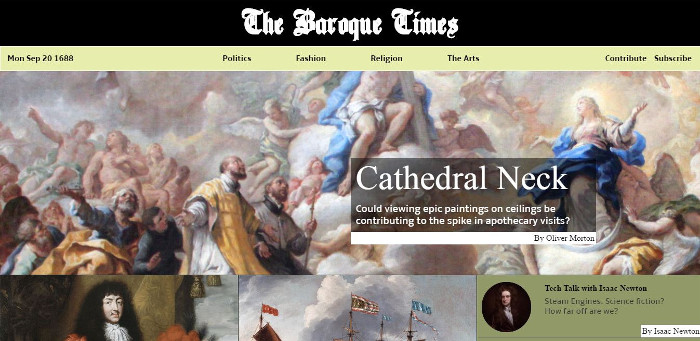 The Baroque Times
Mon Sep 20 1688 Politics Fashion Religion The Arts Contribute Subscribe
Cathedral Neck
Could viewing epic paintings on ceilings be
contributing to the spike in apothecary visits?
By Oliver Morton
Tech Talk with Isaac Newton
Steam Engines. Science fiction?
How far off are we?
By Isaac Newton